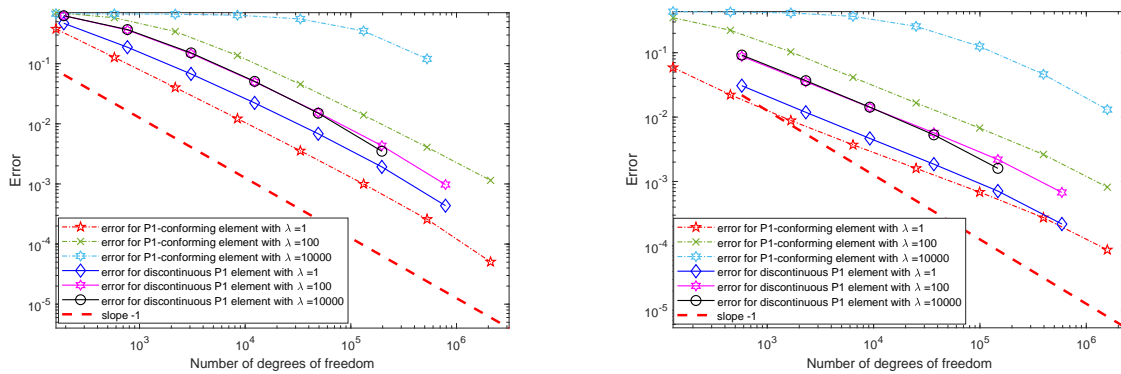 10^-1
10^-2
10^-3
10^-4
10^-5
Error
error for P1-conforming element with λ =1
error for P1-conforming element with λ =100
error for P1-conforming element with λ =10000
error for discontinuous P1 element with λ =1
error for discontinuous P1 element with λ =100
error for discontinuous P1 element with λ =10000
slope -1
10^3 10^4 10^5 10^6
Number of degrees of freedom
10^-1
10^-2
10^-3
10^-4
10^-5
Error
error for P1-conforming element with λ =1
error for P1-conforming element with λ =100
error for P1-conforming element with λ =10000
error for discontinuous P1 element with λ =1
error for discontinuous P1 element with λ =100
error for discontinuous P1 element with λ =10000
slope -1
10^3 10^4 10^5 10^6
Number of degrees of freedom